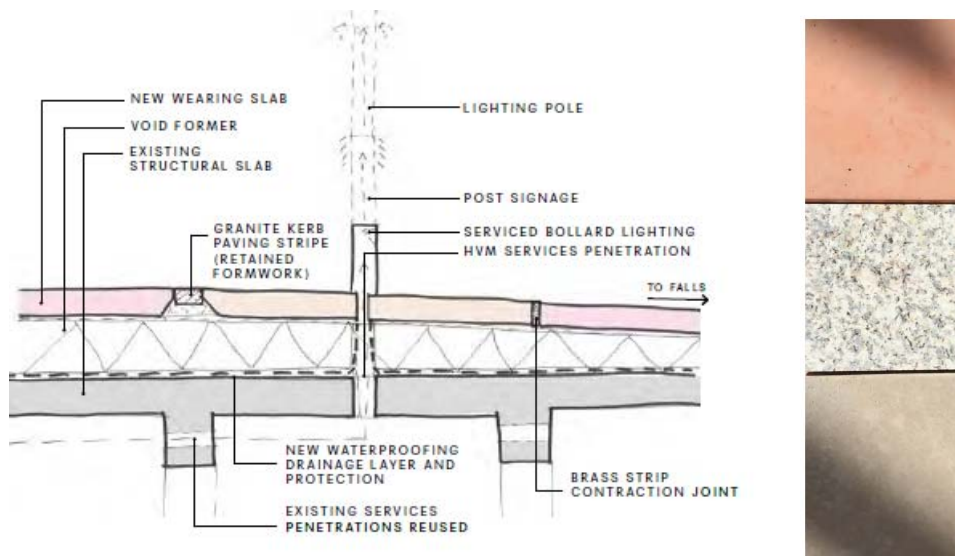 NEW WEARING SLAB
VOID FORMER
EXISTING
STRUCTURAL SLAB
GRANITE KERB
PAVING STRIPE
(RETAINED
FORMWORK)
LIGHTING POLE
POST SIGNAGE
SERVICED BOLLARD LIGHTING
HVM SERVICES PENETRATION
TO FALLS
NEW WATERPROOFING
DRAINAGE LAYER AND
PROTECTION
EXISTING SERVICES
PENETRATIONS REUSED
BRASS STRIP
CONTRACTION JOINT